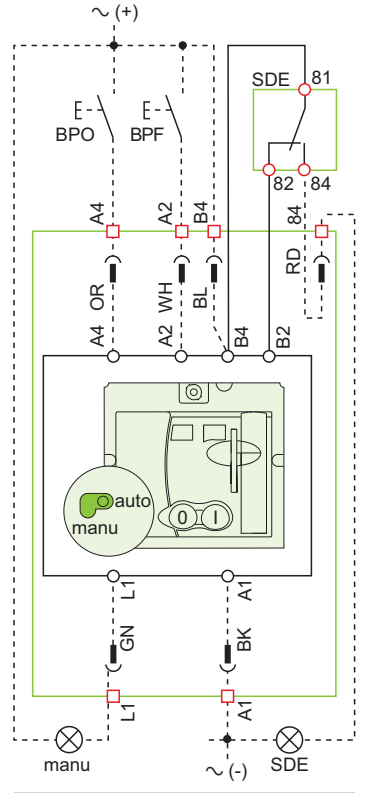 ~ (+)
SDE 81
BPO BPF
82 84
A4 A2 B4 84
OR WH BL RD
A4 A2 B4 B2
auto
manu
0 I
L1 A1
GN BK
L1 A1
manu SDE
~ (-)